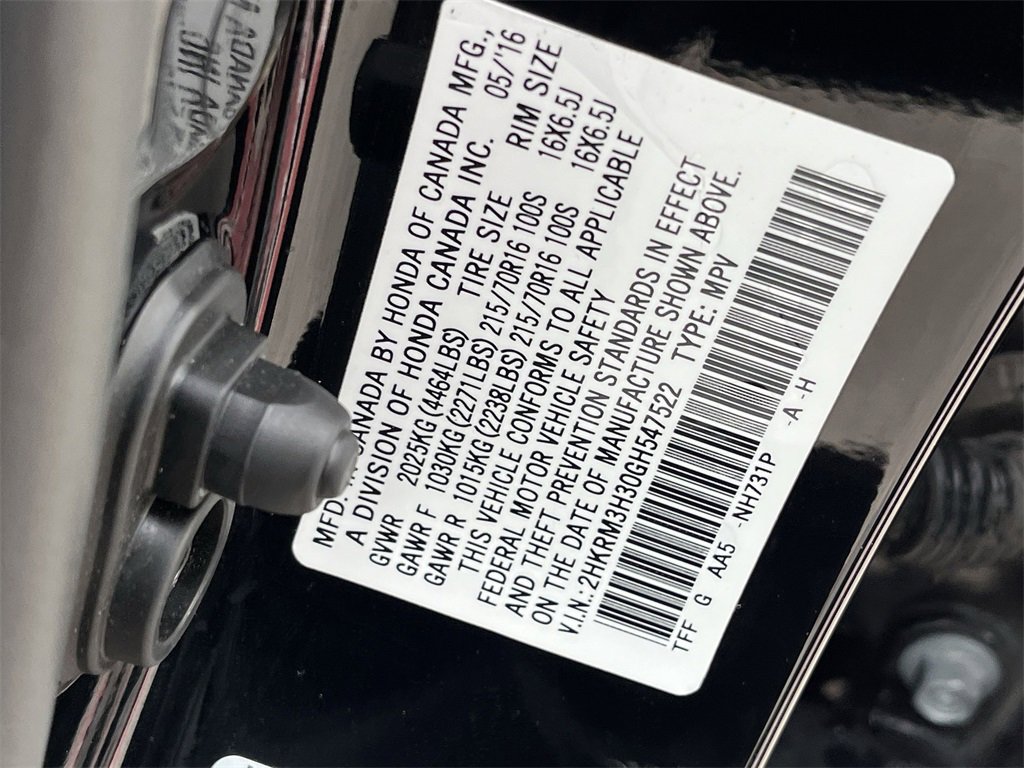 CANADA BY HONDA OF CANADA MFG.,
A DIVISION OF HONDA CANADA INC. 05/'16
GVWR 2025KG (4464LBS) TIRE SIZE RIM SIZE
GAWR F 1030KG (2271LBS) 215/70R16 100S 16X6.5J
GAWR R 1015KG (2238LBS) 215/70R16 100S 16X6.5J
THIS VEHICLE CONFORMS TO ALL APPLICABLE
FEDERAL MOTOR VEHICLE SAFETY
AND THEFT PREVENTION STANDARDS IN EFFECT
ON THE DATE OF MANUFACTURE SHOWN ABOVE.
V.I.N.:2HKRM3H30GH547522 TYPE: MPV
TFF G AA5 -NH731P -A -H